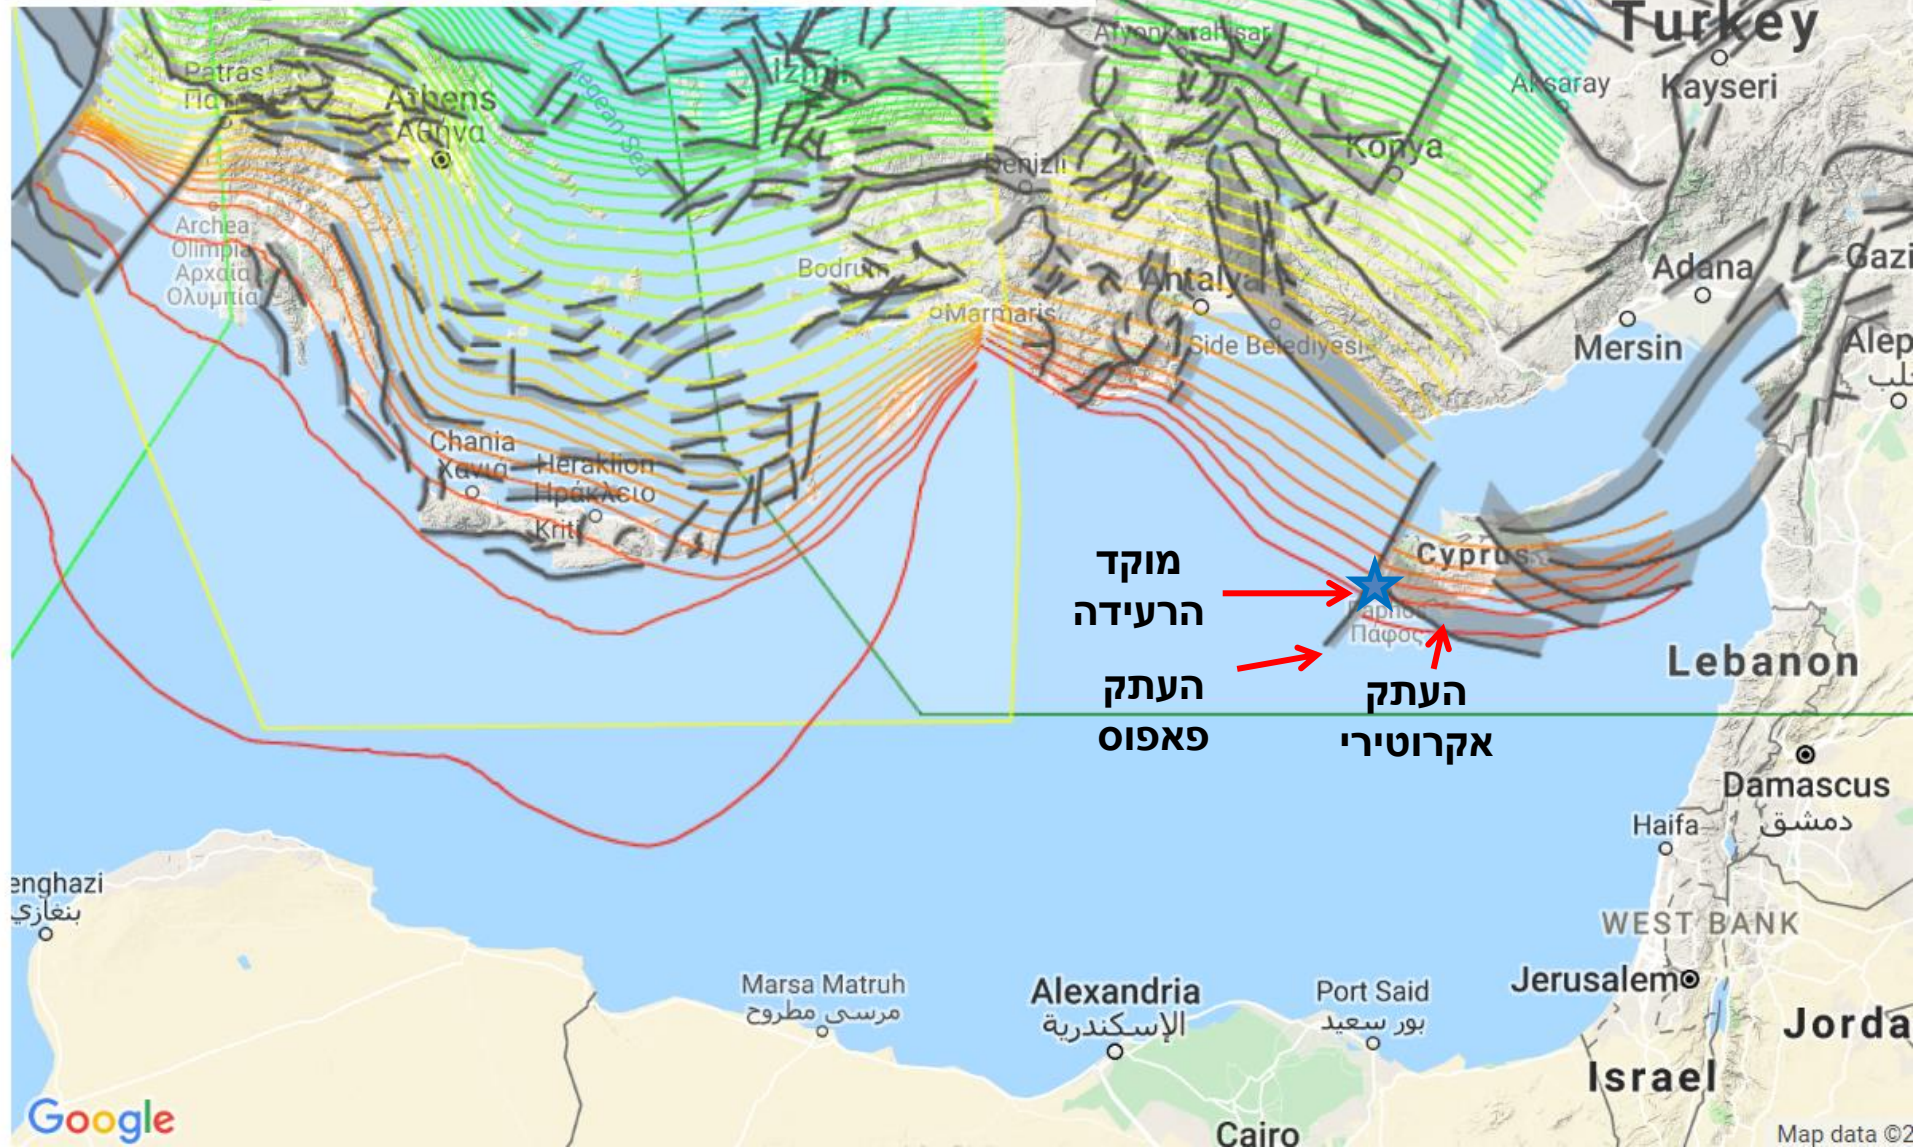 Turkey
Afyonkarahisar
Patras
Izmir
Aksaray
Kayseri
Athens
Αθήνα
Aegean Sea
Konya
Denizli
Archea
Olimpia
Αρχαία
Ολυμπία
Bodrum
Antalya
Adana
Gazi
Marmaris
Side Belediyesi
Mersin
Alep
Chania
Χανιά
Heraklion
Ηράκλειο
Kriti
מוקד
הרעידה
Cyprus
Paphos
Πάφος
העתק
פאפוס
העתק
אקרוטירי
Lebanon
Damascus
دمشق
Haifa
enghazi
بنغازي
WEST BANK
Marsa Matruh
مرسى مطروح
Alexandria
الإسكندرية
Port Said
بور سعيد
Jerusalem
Jorda
Israel
Cairo
Google
Map data ©2